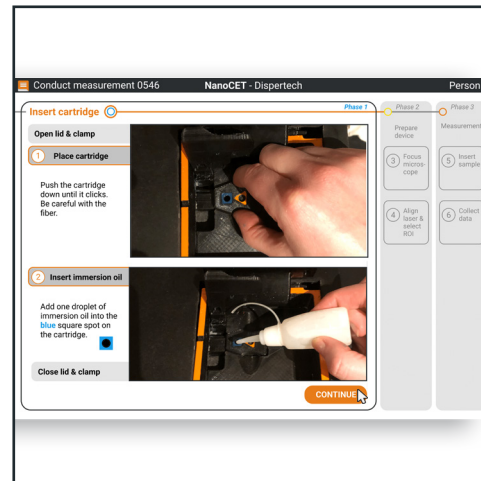 Conduct measurement 0546
NanoCET - Dispertech
Person
Insert cartridge
Phase 1
Open lid & clamp
1 Place cartridge
Push the cartridge
down until it clicks.
Be careful with the
fiber.
2 Insert immersion oil
Add one droplet of
immersion oil into the
blue square spot on
the cartridge.
Close lid & clamp
CONTINUE
Phase 2
Prepare
device
3 Focus
micros-
cope
4 Align
laser &
select
ROI
Phase 3
Measurement
5 Insert
sample
6 Collect
data